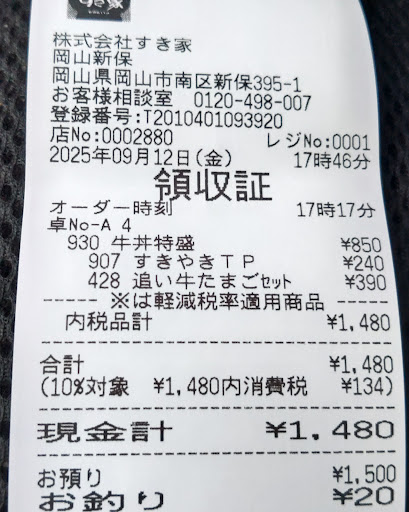 すき家
株式会社すき家
岡山新保
岡山県岡山市南区新保395-1
お客様相談室 0120-498-007
登録番号:T2010401093920
店No:0002880 レジNo:0001
2025年09月12日(金) 17時46分
領収証
オーダー時刻 17時17分
卓No-A 4
930 牛丼特盛 ¥850
907 すきやきTP ¥240
428 追い牛たまごセット ¥390
------ ※は軽減税率適用商品 ------
内税品計 ¥1,480
合計 ¥1,480
(10%対象 ¥1,480内消費税 ¥134)
現金計 ¥1,480
お預り ¥1,500
お釣り ¥20